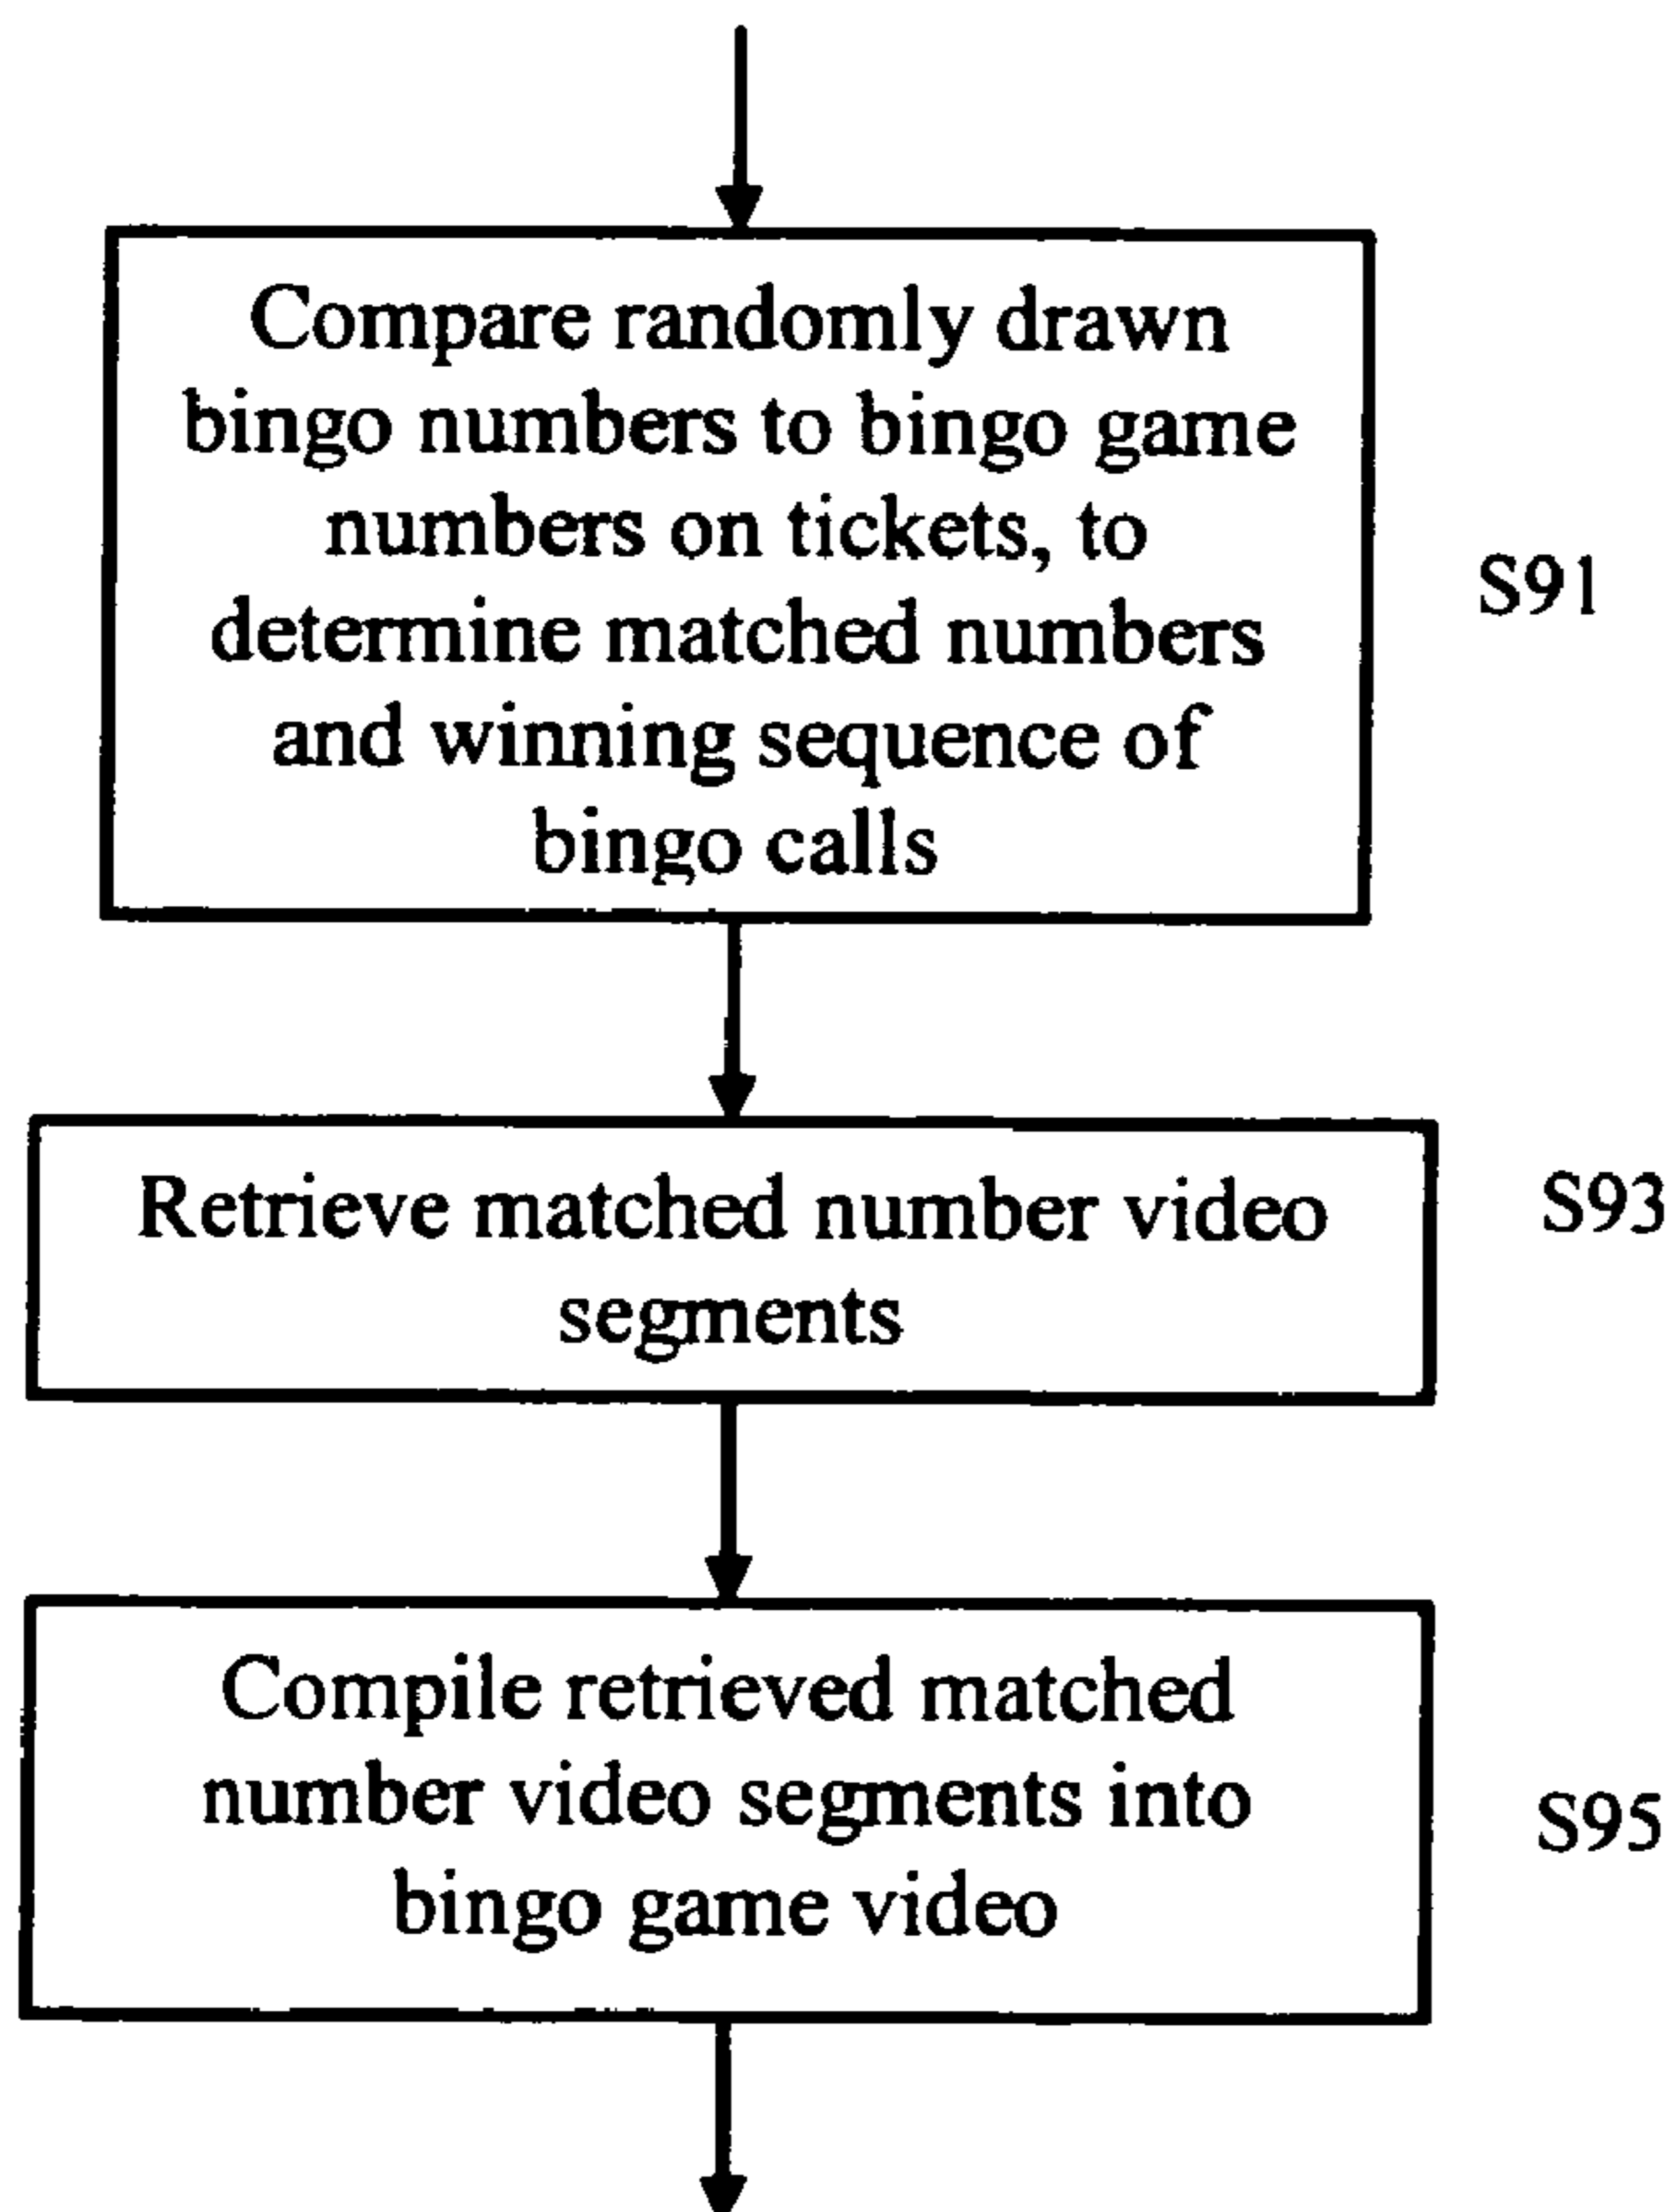 Compare randomly drawn
bingo numbers to bingo game
numbers on tickets, to
determine matched numbers
and winning sequence of
bingo calls
S91
Retrieve matched number video
segments
S93
Compile retrieved matched
number video segments into
bingo game video
S95